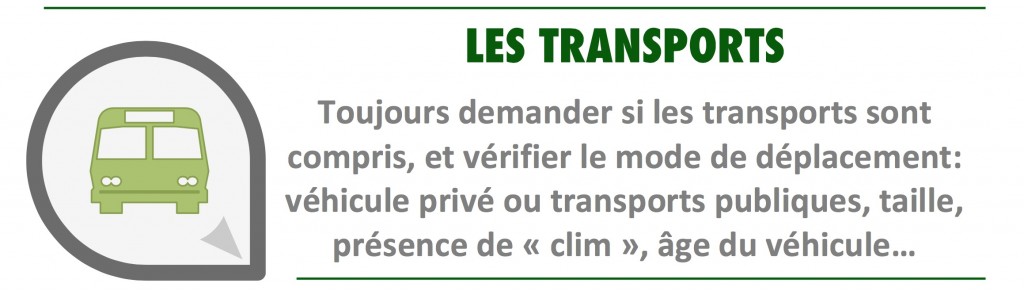 LES TRANSPORTS
Toujours demander si les transports sont
compris, et vérifier le mode de déplacement:
véhicule privé ou transports publiques, taille,
présence de « clim », âge du véhicule…